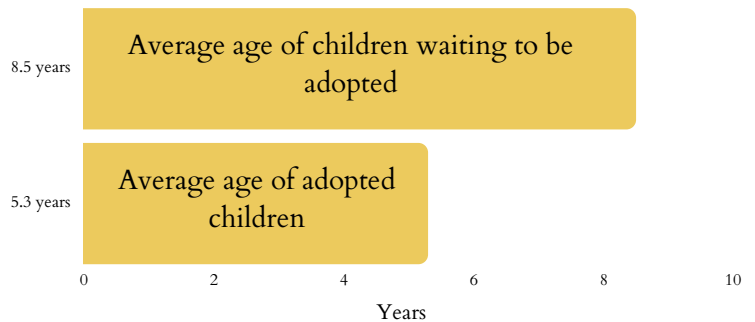 Average age of children waiting to be
adopted
8.5 years
Average age of adopted
children
5.3 years
0 2 4 6 8 10
Years